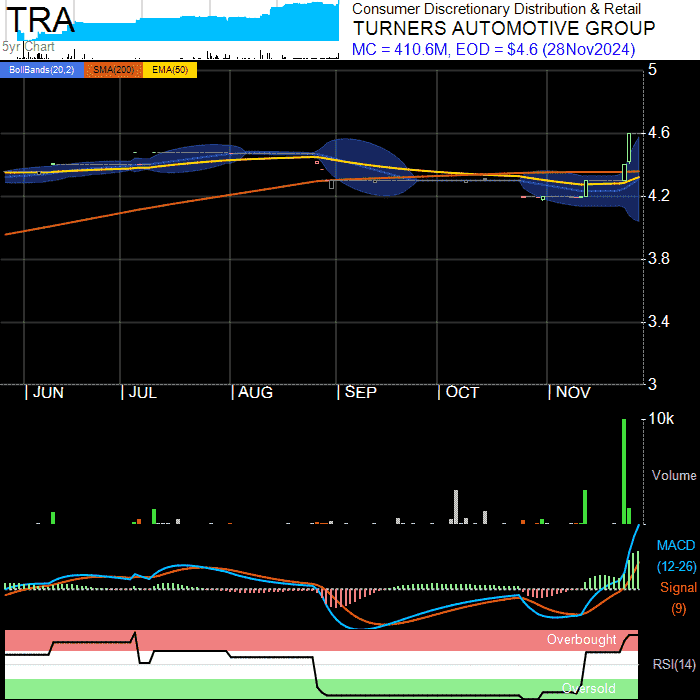 TRA
5yr Chart
Consumer Discretionary Distribution & Retail
TURNERS AUTOMOTIVE GROUP
MC = 410.6M, EOD = $4.6 (28Nov2024)
BollBands(20,2) SMA(200) EMA(50)
5
4.6
4.2
3.8
3.4
3
JUN JUL AUG SEP OCT NOV
10k
Volume
MACD
(12-26)
Signal
(9)
Overbought
RSI(14)
Oversold